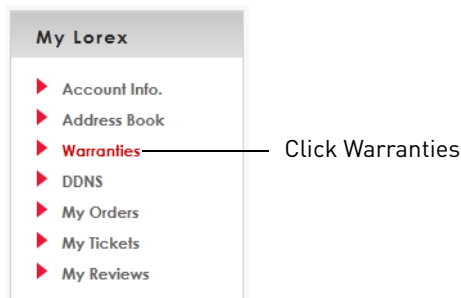 My Lorex
Account Info.
Address Book
Warranties
Click Warranties
DDNS
My Orders
My Tickets
My Reviews